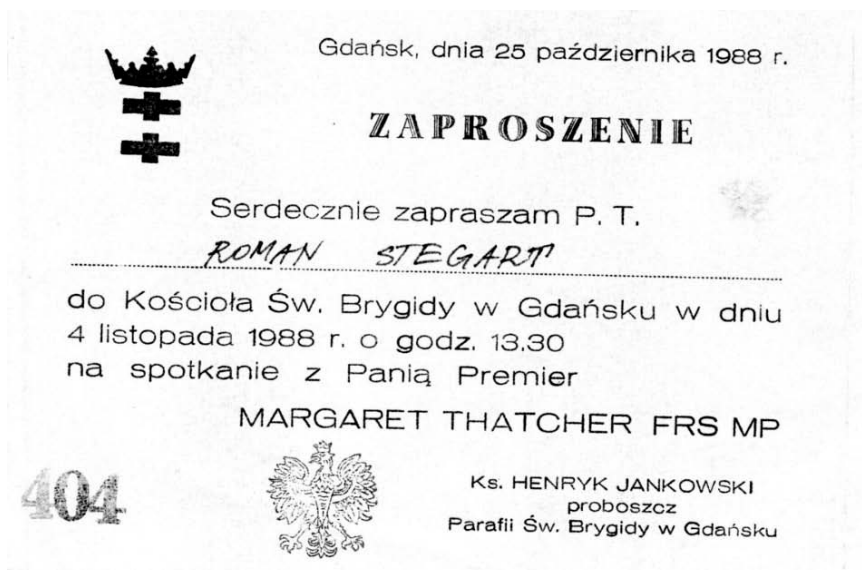 Gdańsk, dnia 25 października 1988 r.
ZAPROSZENIE
Serdecznie zapraszam P. T.
ROMAN STEGART
do Kościoła Św. Brygidy w Gdańsku w dniu
4 listopada 1988 r. o godz. 13.30
na spotkanie z Panią Premier
MARGARET THATCHER FRS MP
404
Ks. HENRYK JANKOWSKI
proboszcz
Parafii Św. Brygidy w Gdańsku